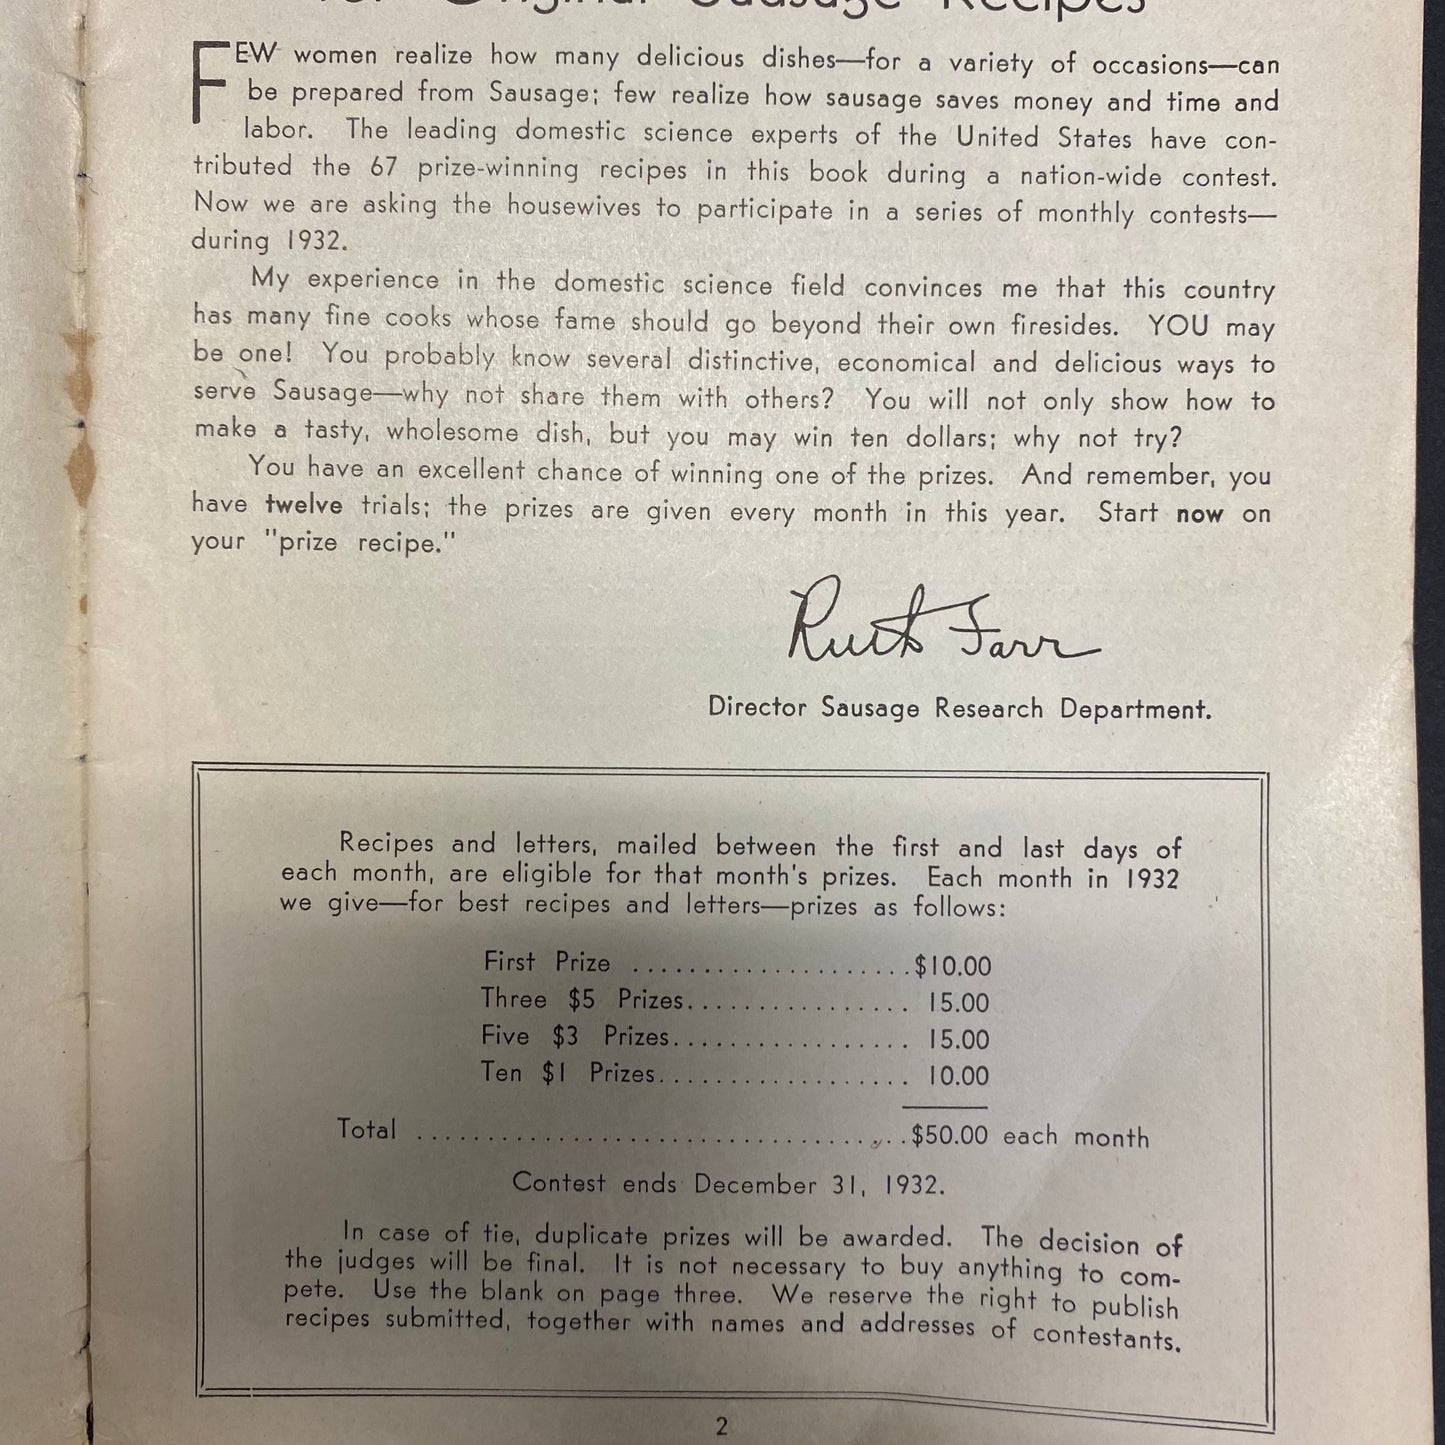 for Original Sausage Recipes
FEW women realize how many delicious dishes—for a variety of occasions—can
be prepared from Sausage; few realize how sausage saves money and time and
labor. The leading domestic science experts of the United States have con-
tributed the 67 prize-winning recipes in this book during a nation-wide contest.
Now we are asking the housewives to participate in a series of monthly contests—
during 1932.
My experience in the domestic science field convinces me that this country
has many fine cooks whose fame should go beyond their own firesides. YOU may
be one! You probably know several distinctive, economical and delicious ways to
serve Sausage—why not share them with others? You will not only show how to
make a tasty, wholesome dish, but you may win ten dollars; why not try?
You have an excellent chance of winning one of the prizes. And remember, you
have twelve trials; the prizes are given every month in this year. Start now on
your "prize recipe."
Ruth Farr
Director Sausage Research Department.
Recipes and letters, mailed between the first and last days of
each month, are eligible for that month's prizes. Each month in 1932
we give—for best recipes and letters—prizes as follows:
First Prize ....................$10.00
Three $5 Prizes................ 15.00
Five $3 Prizes................. 15.00
Ten $1 Prizes.................. 10.00
Total ...................................$50.00 each month
Contest ends December 31, 1932.
In case of tie, duplicate prizes will be awarded. The decision of
the judges will be final. It is not necessary to buy anything to com-
pete. Use the blank on page three. We reserve the right to publish
recipes submitted, together with names and addresses of contestants.
2